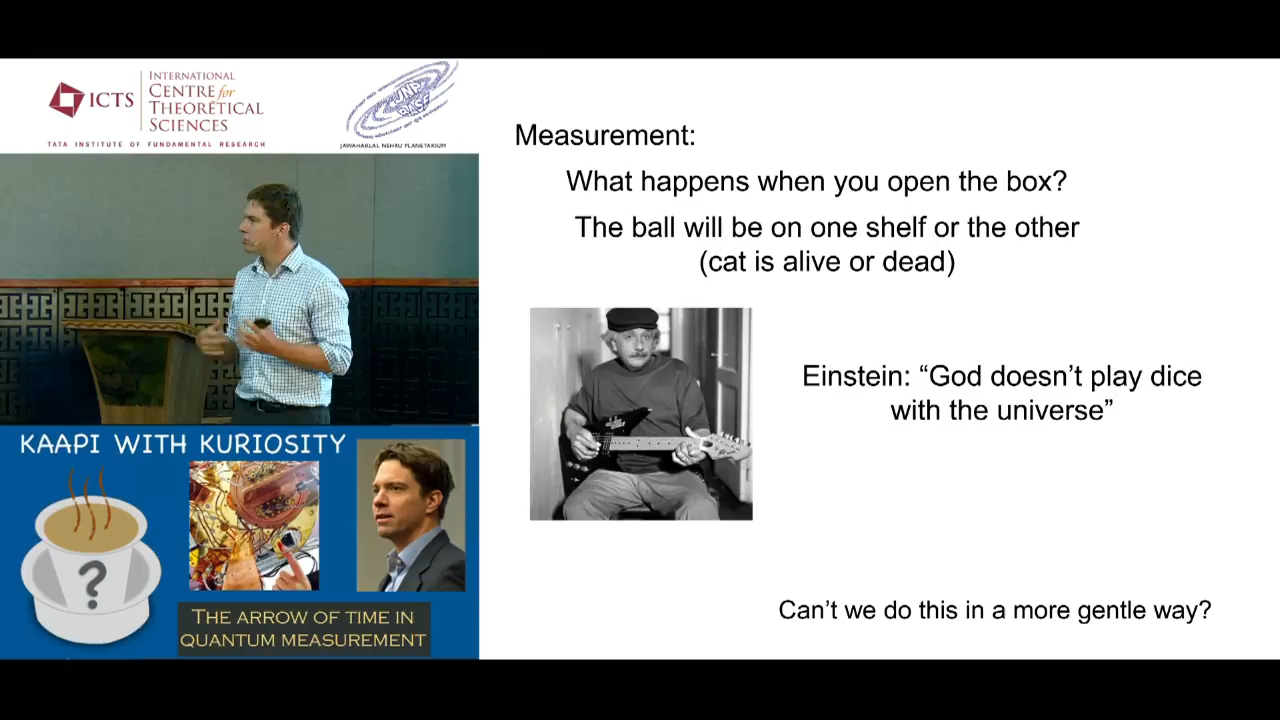 ICTS
INTERNATIONAL
CENTRE for
THEORETICAL
SCIENCES
TATA INSTITUTE OF FUNDAMENTAL RESEARCH
JNP
BASE
JAWAHARLAL NEHRU PLANETARIUM
Measurement:
What happens when you open the box?
The ball will be on one shelf or the other
(cat is alive or dead)
Einstein: “God doesn’t play dice
with the universe”
Can’t we do this in a more gentle way?
KAAPI WITH KURIOSITY
?
THE ARROW OF TIME IN
QUANTUM MEASUREMENT